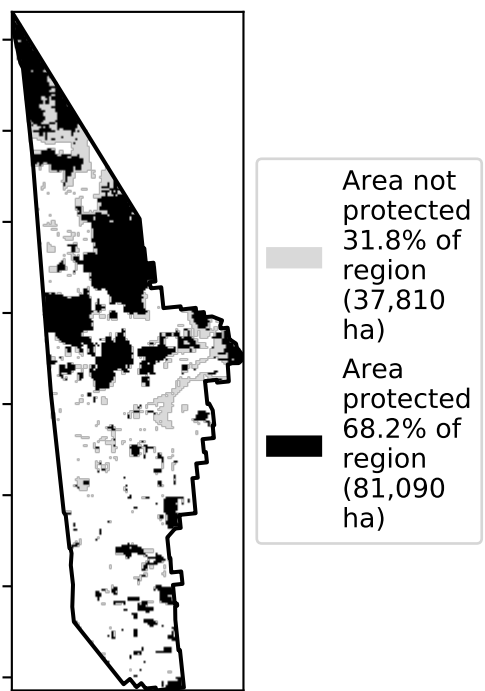 Area not
protected
31.8% of
region
(37,810
ha)
Area
protected
68.2% of
region
(81,090
ha)